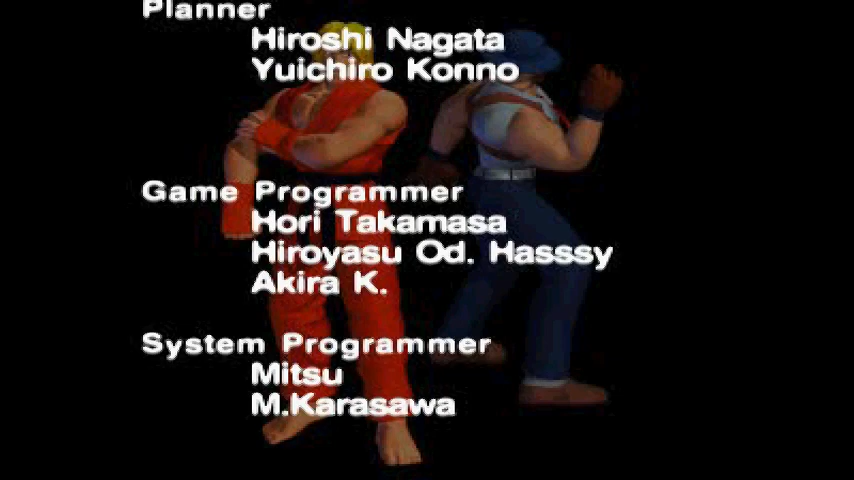 Planner
Hiroshi Nagata
Yuichiro Konno
Game Programmer
Hori Takamasa
Hiroyasu Od. Hasssy
Akira K.
System Programmer
Mitsu
M.Karasawa